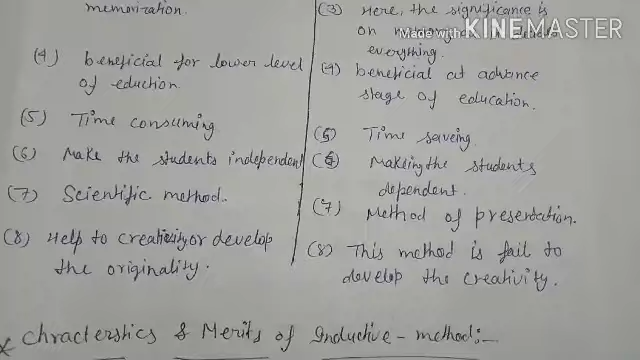 memorization.
(4) beneficial for lower level
of eduction.
(5) Time consuming
(6) Make the students independent
(7) Scientific method.
(8) Help to creativity or develop
the originality.
(3) Here, the significance is
on
everything.
(4) beneficial at advance
stage of education.
(5) Time saveing.
(6) Makeing the students
dependent.
(7) Method of presentation.
(8) This method is fail to
develop the creativity.
* Chracterstics & Merits of Inductive-method:-
Made with KINEMASTER